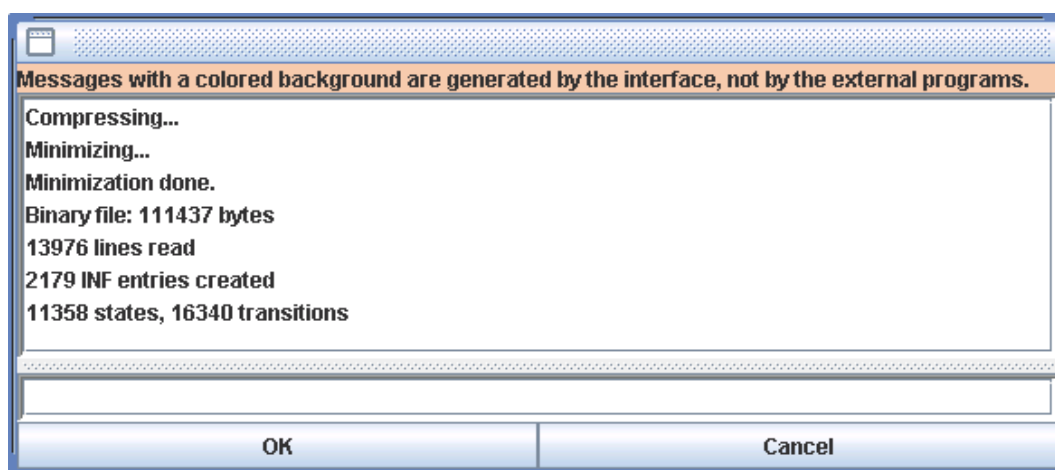 Messages with a colored background are generated by the interface, not by the external programs.
Compressing...
Minimizing...
Minimization done.
Binary file: 111437 bytes
13976 lines read
2179 INF entries created
11358 states, 16340 transitions
OK
Cancel